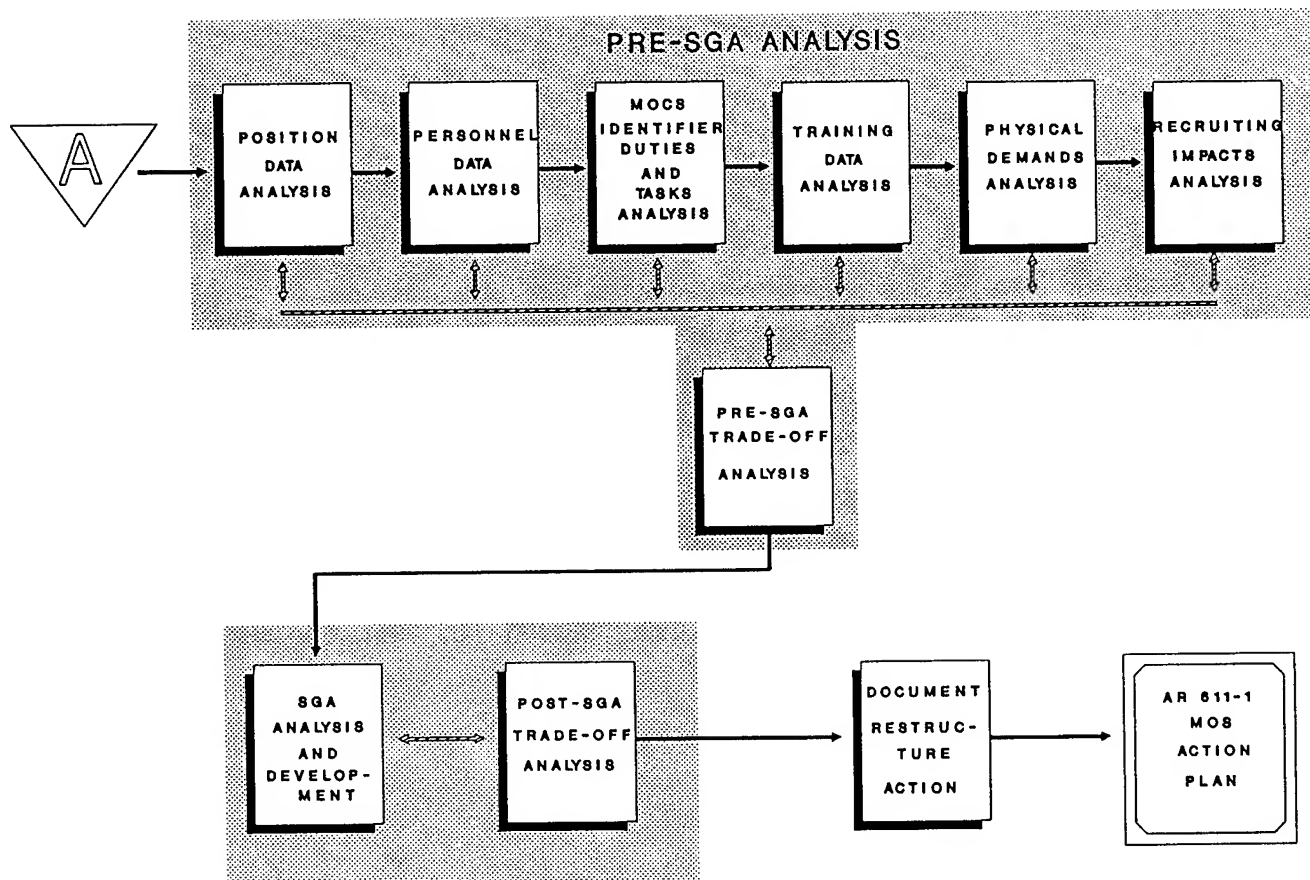 PRE-SGA ANALYSIS
A
POSITION
DATA
ANALYSIS
PERSONNEL
DATA
ANALYSIS
MOCS
IDENTIFIER
DUTIES
AND
TASKS
ANALYSIS
TRAINING
DATA
ANALYSIS
PHYSICAL
DEMANDS
ANALYSIS
RECRUITING
IMPACTS
ANALYSIS
PRE-SGA
TRADE-OFF
ANALYSIS
SGA
ANALYSIS
AND
DEVELOP-
MENT
POST-SGA
TRADE-OFF
ANALYSIS
DOCUMENT
RESTRUC-
TURE
ACTION
AR 611-1
MOS
ACTION
PLAN